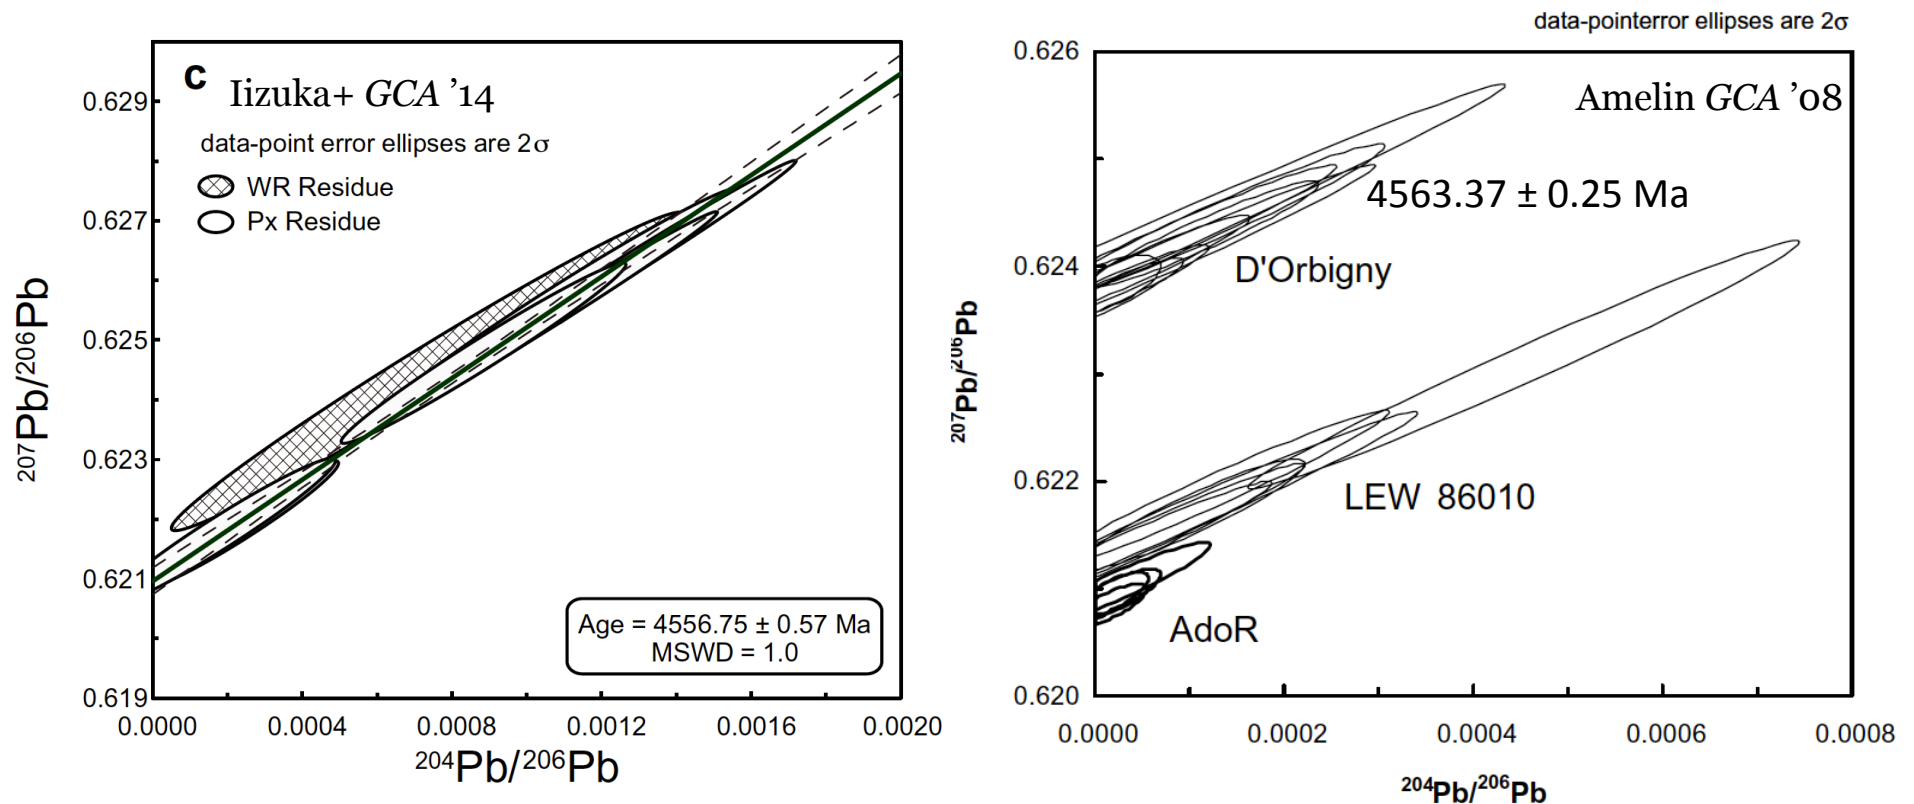 c Iizuka+ GCA '14
data-point error ellipses are 2σ
WR Residue
Px Residue
0.629
0.627
0.625
0.623
0.621
0.619
²⁰⁷Pb/²⁰⁶Pb
Age = 4556.75 ± 0.57 Ma
MSWD = 1.0
0.0000 0.0004 0.0008 0.0012 0.0016 0.0020
²⁰⁴Pb/²⁰⁶Pb
data-pointerror ellipses are 2σ
Amelin GCA '08
0.626
0.624
0.622
0.620
²⁰⁷Pb/²⁰⁶Pb
4563.37 ± 0.25 Ma
D'Orbigny
LEW 86010
AdoR
0.0000 0.0002 0.0004 0.0006 0.0008
²⁰⁴Pb/²⁰⁶Pb